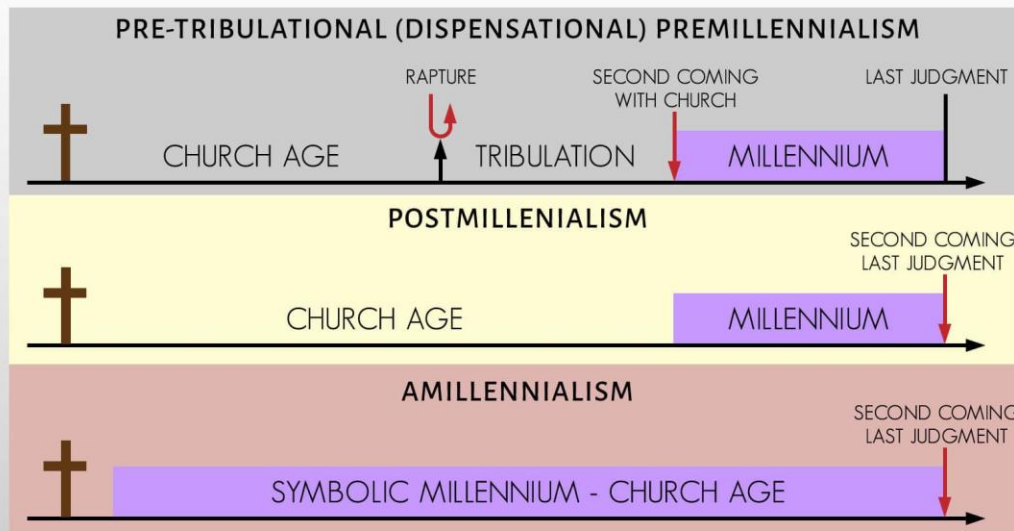 PRE-TRIBULATIONAL (DISPENSATIONAL) PREMILLENNIALISM
RAPTURE
SECOND COMING
WITH CHURCH
LAST JUDGMENT
CHURCH AGE
TRIBULATION
MILLENNIUM
POSTMILLENIALISM
SECOND COMING
LAST JUDGMENT
CHURCH AGE
MILLENNIUM
AMILLENNIALISM
SECOND COMING
LAST JUDGMENT
SYMBOLIC MILLENNIUM - CHURCH AGE